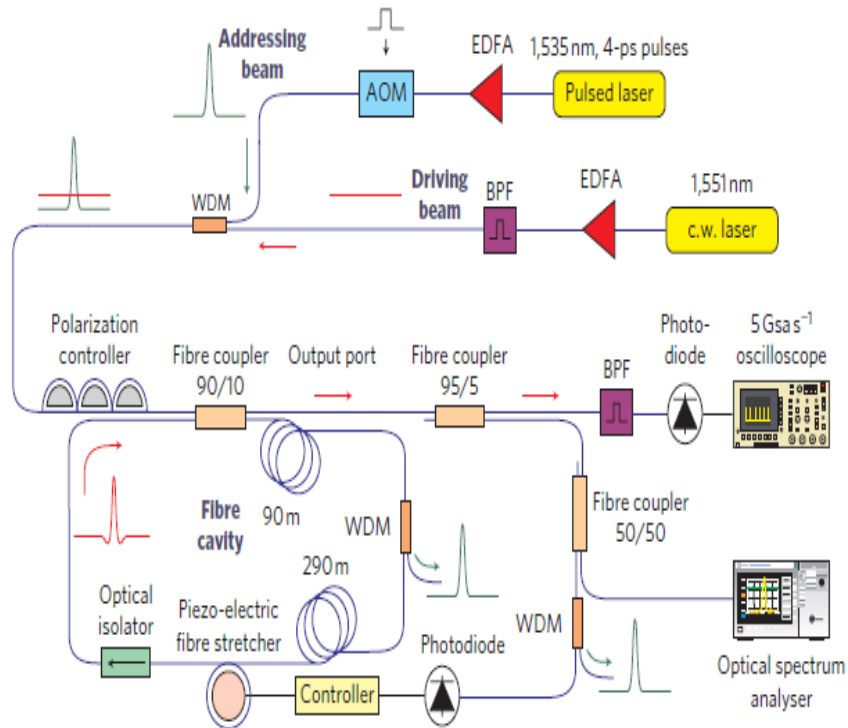 Addressing
beam
EDFA
1,535 nm, 4-ps pulses
AOM
Pulsed laser
WDM
Driving
beam
BPF
EDFA
1,551 nm
c.w. laser
Polarization
controller
Fibre coupler
90/10
Output port
Fibre coupler
95/5
BPF
Photo-
diode
5 Gsa s⁻¹
oscilloscope
Fibre
cavity
90 m
WDM
Fibre coupler
50/50
290 m
Optical
isolator
Piezo-electric
fibre stretcher
Controller
Photodiode
WDM
Optical spectrum
analyser